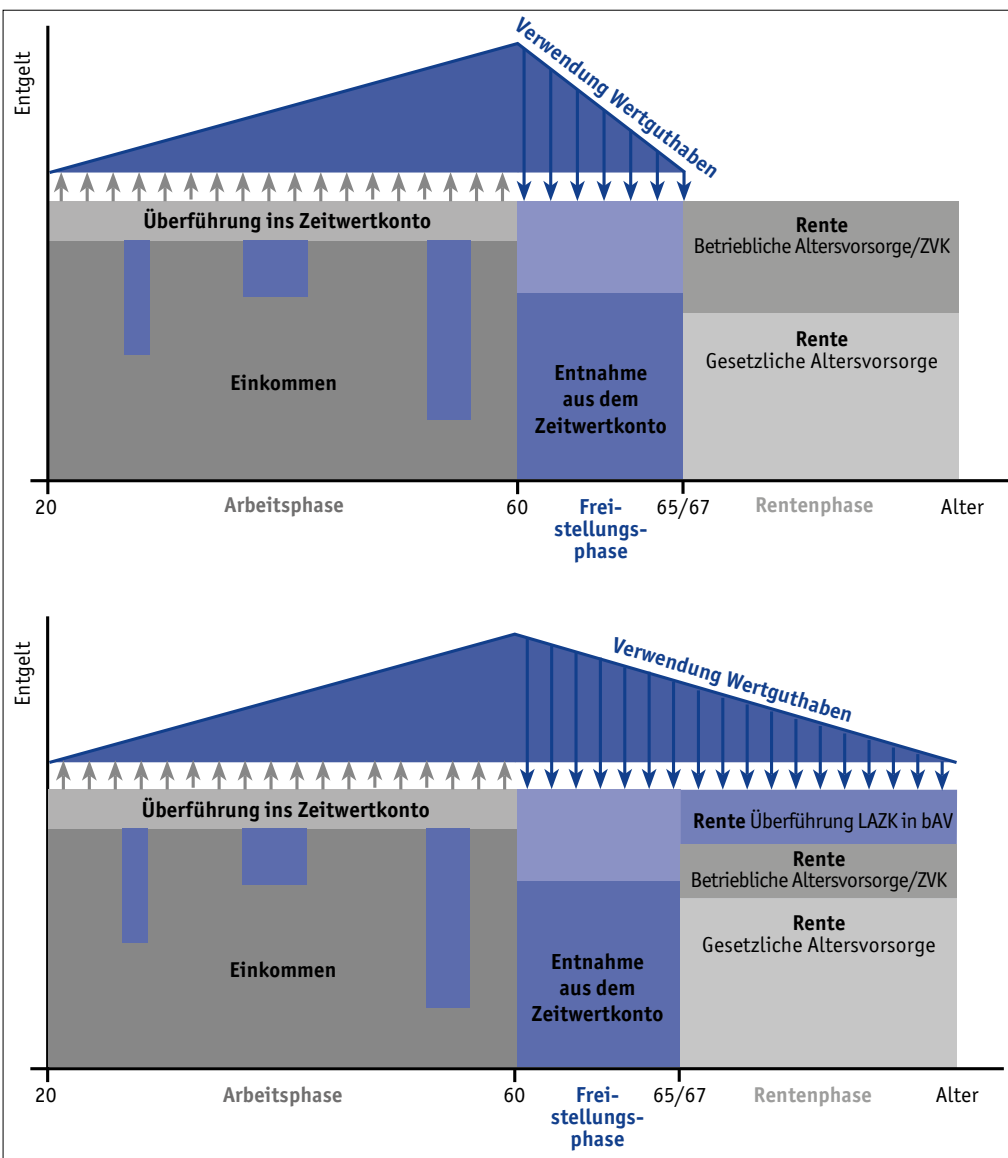 Entgelt
Verwendung Wertguthaben
Überführung ins Zeitwertkonto
Einkommen
Entnahme
aus dem
Zeitwertkonto
Rente
Betriebliche Altersvorsorge/ZVK
Rente
Gesetzliche Altersvorsorge
20
Arbeitsphase
60
Frei-
stellungs-
phase
65/67
Rentenphase
Alter
Entgelt
Verwendung Wertguthaben
Überführung ins Zeitwertkonto
Einkommen
Entnahme
aus dem
Zeitwertkonto
Rente Überführung LAZK in bAV
Rente
Betriebliche Altersvorsorge/ZVK
Rente
Gesetzliche Altersvorsorge
20
Arbeitsphase
60
Frei-
stellungs-
phase
65/67
Rentenphase
Alter